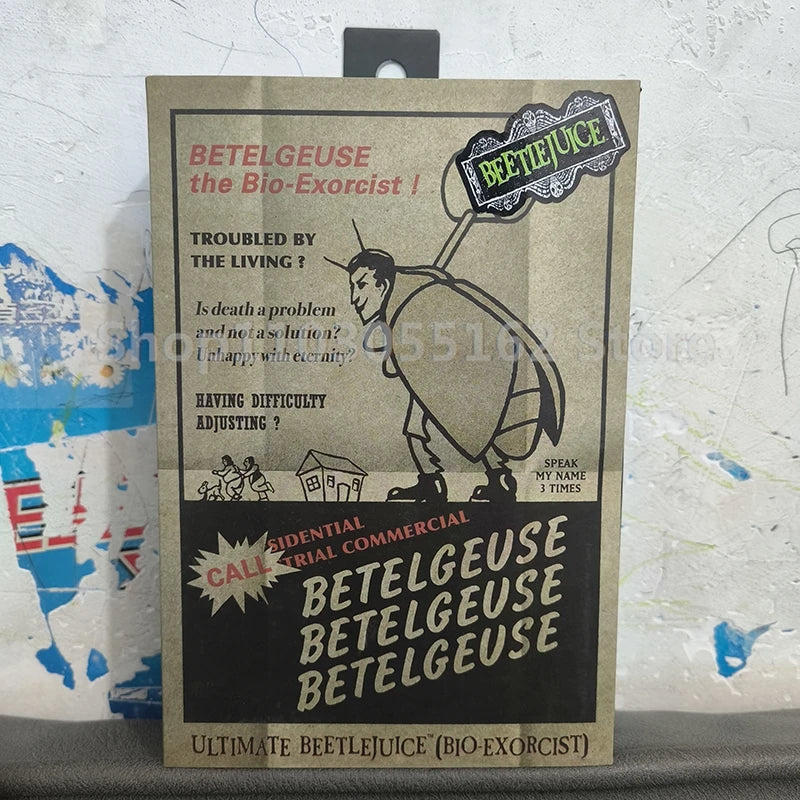 BEETLEJUICE
BETELGEUSE
the Bio-Exorcist !
TROUBLED BY
THE LIVING ?
Is death a problem
and not a solution?
Unhappy with eternity?
HAVING DIFFICULTY
ADJUSTING ?
SPEAK
MY NAME
3 TIMES
CALL
SIDENTIAL
TRIAL COMMERCIAL
BETELGEUSE
BETELGEUSE
BETELGEUSE
ULTIMATE BEETLEJUICE™ (BIO-EXORCIST)